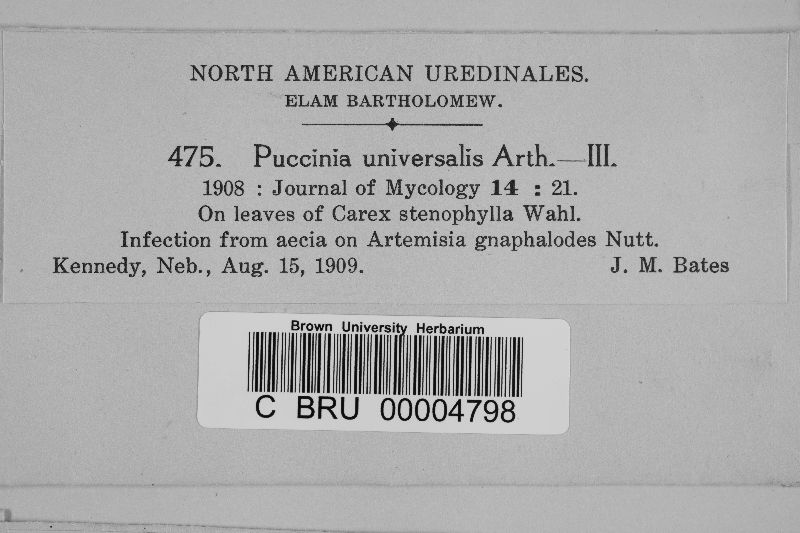 NORTH AMERICAN UREDINALES.
ELAM BARTHOLOMEW.
475. Puccinia universalis Arth.—III.
1908 : Journal of Mycology 14 : 21.
On leaves of Carex stenophylla Wahl.
Infection from aecia on Artemisia gnaphalodes Nutt.
Kennedy, Neb., Aug. 15, 1909. J. M. Bates
Brown University Herbarium
C BRU 00004798